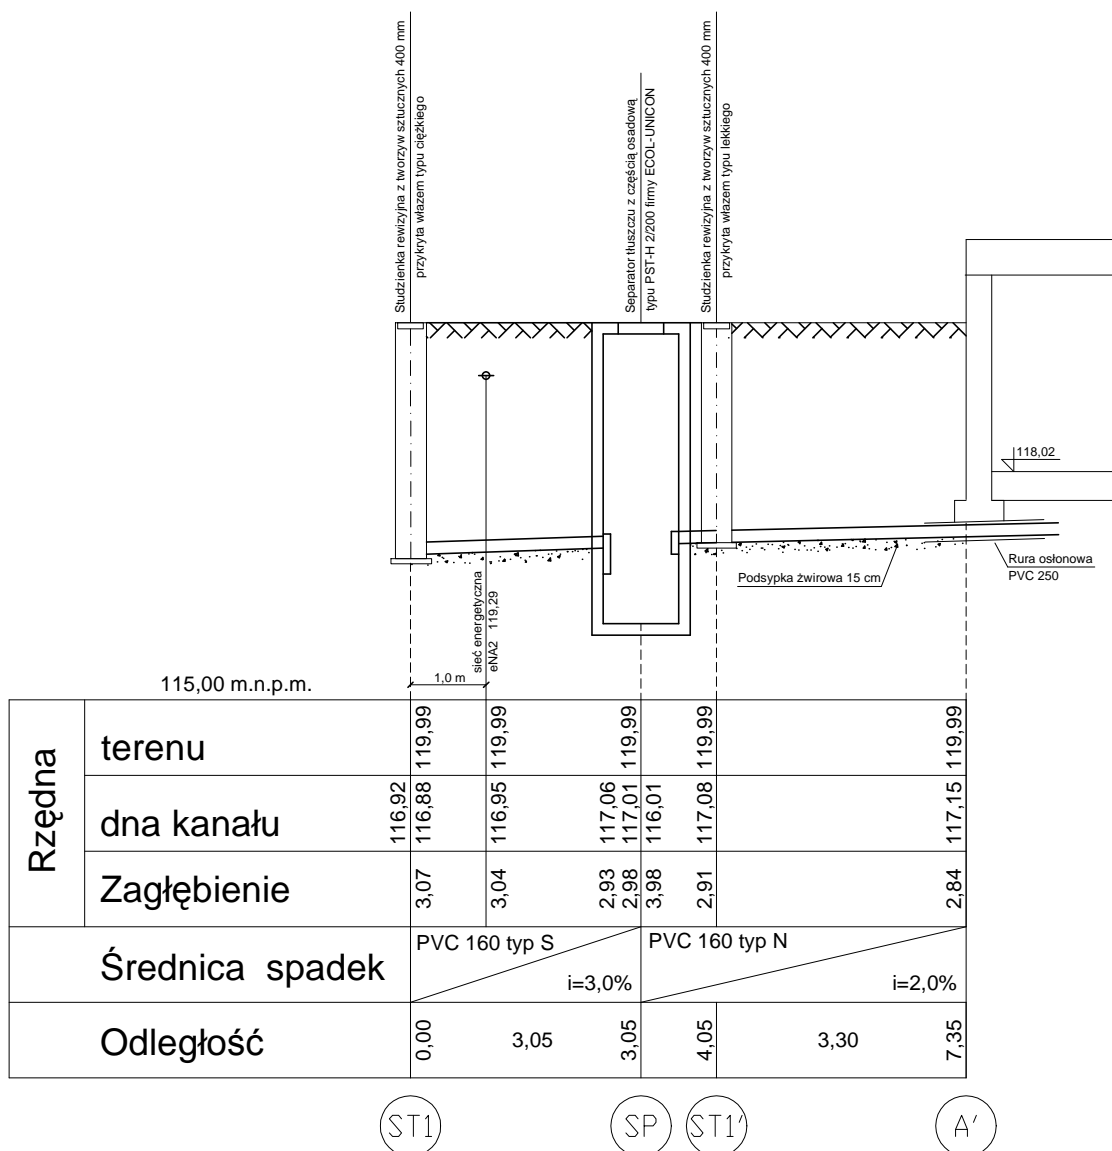 Studzienka rewizyjna z tworzyw sztucznych 400 mm
przykryta włazem typu ciężkiego
Separator tłuszczu z częścią osadową
typu PST-H 2/200 firmy ECOL-UNICON
Studzienka rewizyjna z tworzyw sztucznych 400 mm
przykryta włazem typu lekkiego
118,02
Rura osłonowa
PVC 250
Podsypka żwirowa 15 cm
sieć energetyczna
eNA2 119,29
1,0 m
115,00 m.n.p.m.
Rzędna
terenu
119,99
119,99
119,99
119,99
119,99
dna kanału
116,92
116,88
116,95
117,06
117,01
116,01
117,08
117,15
Zagłębienie
3,07
3,04
2,93
2,98
3,98
2,91
2,84
Średnica spadek
PVC 160 typ S
i=3,0%
PVC 160 typ N
i=2,0%
Odległość
0,00
3,05
3,05
4,05
3,30
7,35
ST1
SP
ST1'
A'